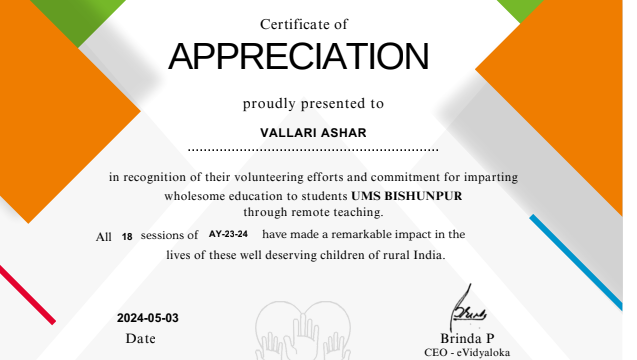 Certificate of
APPRECIATION
proudly presented to
VALLARI ASHAR
in recognition of their volunteering efforts and commitment for imparting
wholesome education to students UMS BISHUNPUR
through remote teaching.
All 18 sessions of AY-23-24 have made a remarkable impact in the
lives of these well deserving children of rural India.
2024-05-03
Date
Brinda P
CEO - eVidyaloka